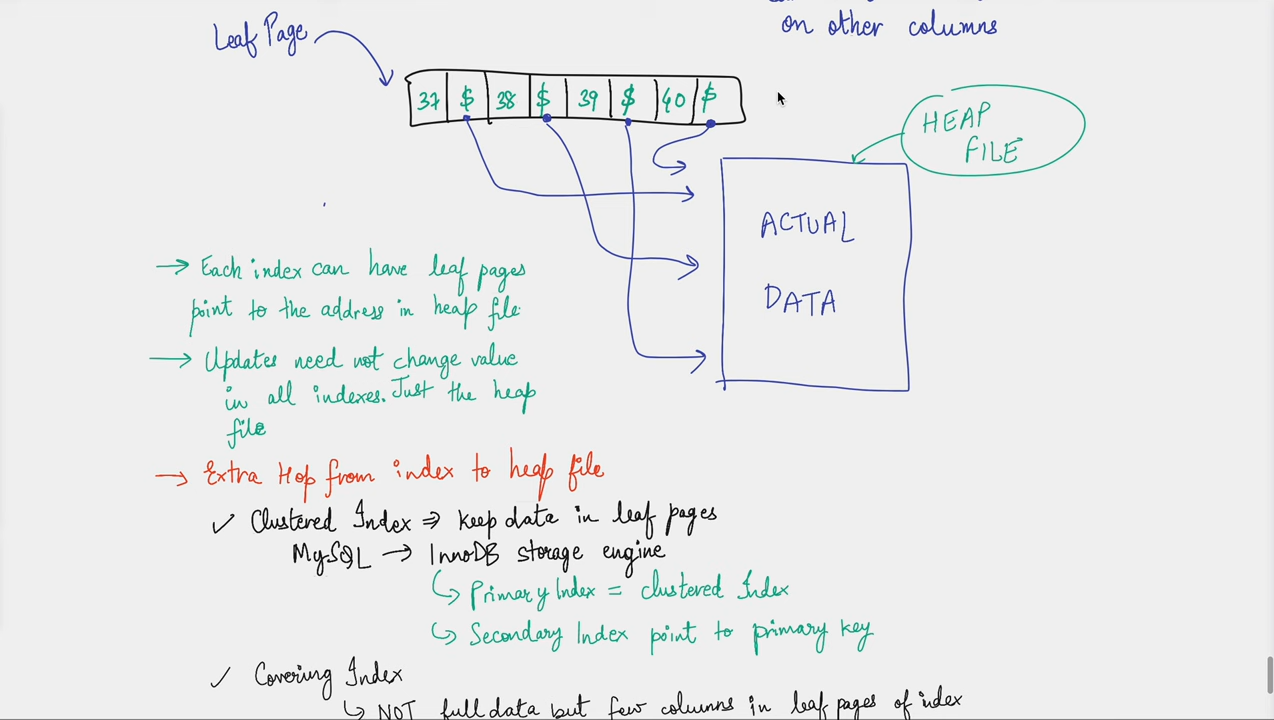 on other columns
Leaf Page
37 $ 38 $ 39 $ 40 $
HEAP
FILE
ACTUAL
DATA
→ Each index can have leaf pages
point to the address in heap file.
→ Updates need not change value
in all indexes. Just the heap
file
→ Extra Hop from index to heap file
✓ Clustered Index ⇒ Keep data in leaf pages
MySQL → InnoDB storage engine
↳ Primary Index = clustered Index
↳ Secondary Index point to primary key
✓ Covering Index
↳ NOT full data but few columns in leaf pages of index